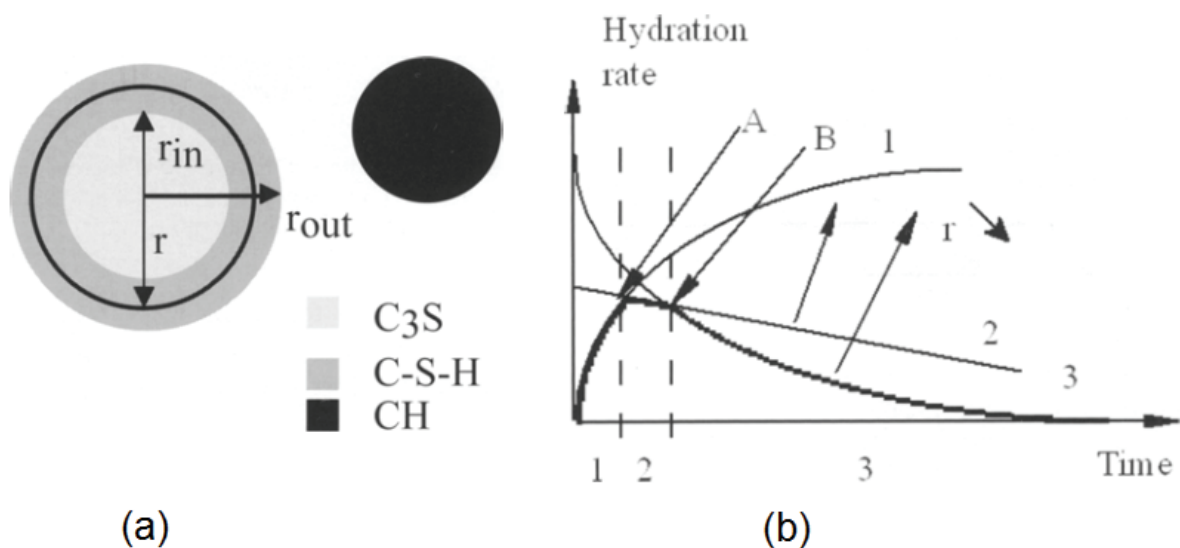 r_in
r_out
r
C₃S
C-S-H
CH
(a)
Hydration
rate
A
B
1
r
2
3
1 2 3
Time
(b)